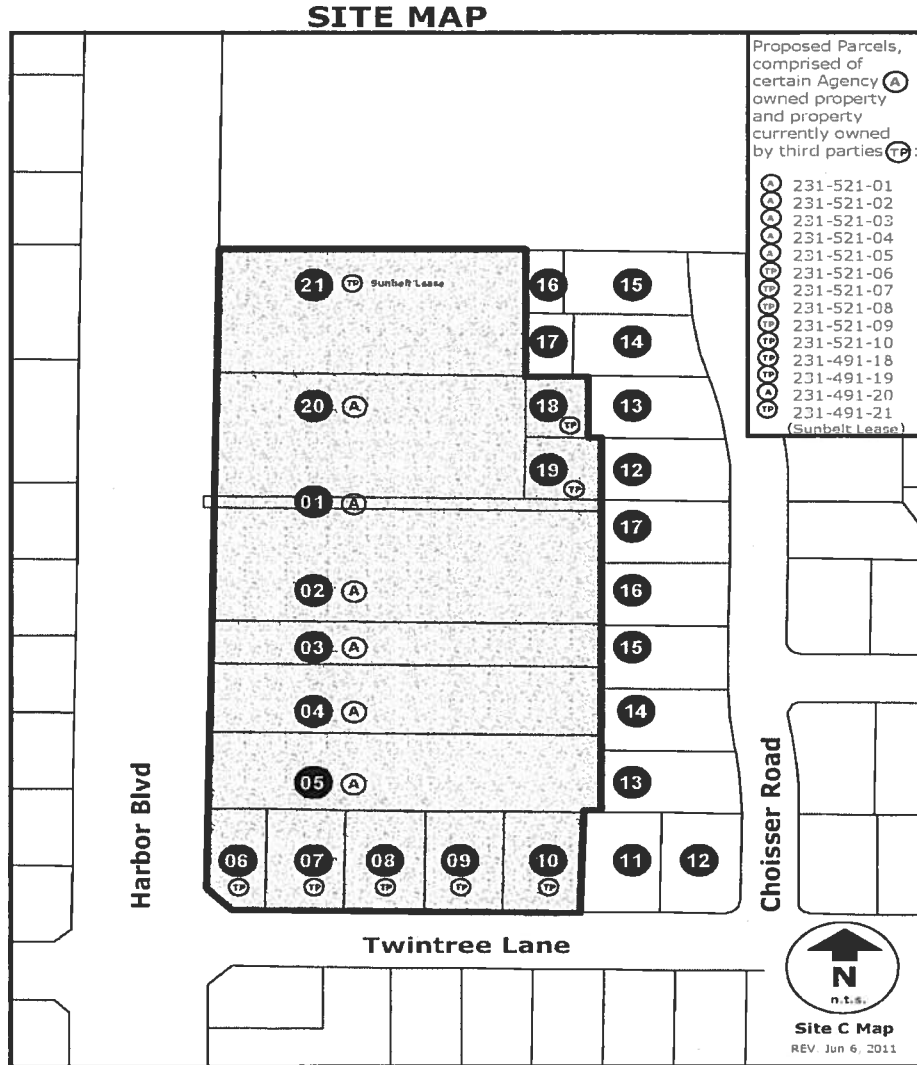 SITE MAP
Proposed Parcels,
comprised of
certain Agency A
owned property
and property
currently owned
by third parties TP :
A 231-521-01
A 231-521-02
A 231-521-03
A 231-521-04
A 231-521-05
TP 231-521-06
TP 231-521-07
TP 231-521-08
TP 231-521-09
TP 231-521-10
TP 231-491-18
TP 231-491-19
A 231-491-20
TP 231-491-21
(Sunbelt Lease)
21 TP Sunbelt Lease
16 15
17 14
20 A
18 TP
13
19 TP
12
01 A
17
02 A
16
03 A
15
04 A
14
05 A
13
06 TP
07 TP
08 TP
09 TP
10 TP
11
12
Harbor Blvd
Choisser Road
Twintree Lane
N
n.t.s.
Site C Map
REV. Jun 6, 2011